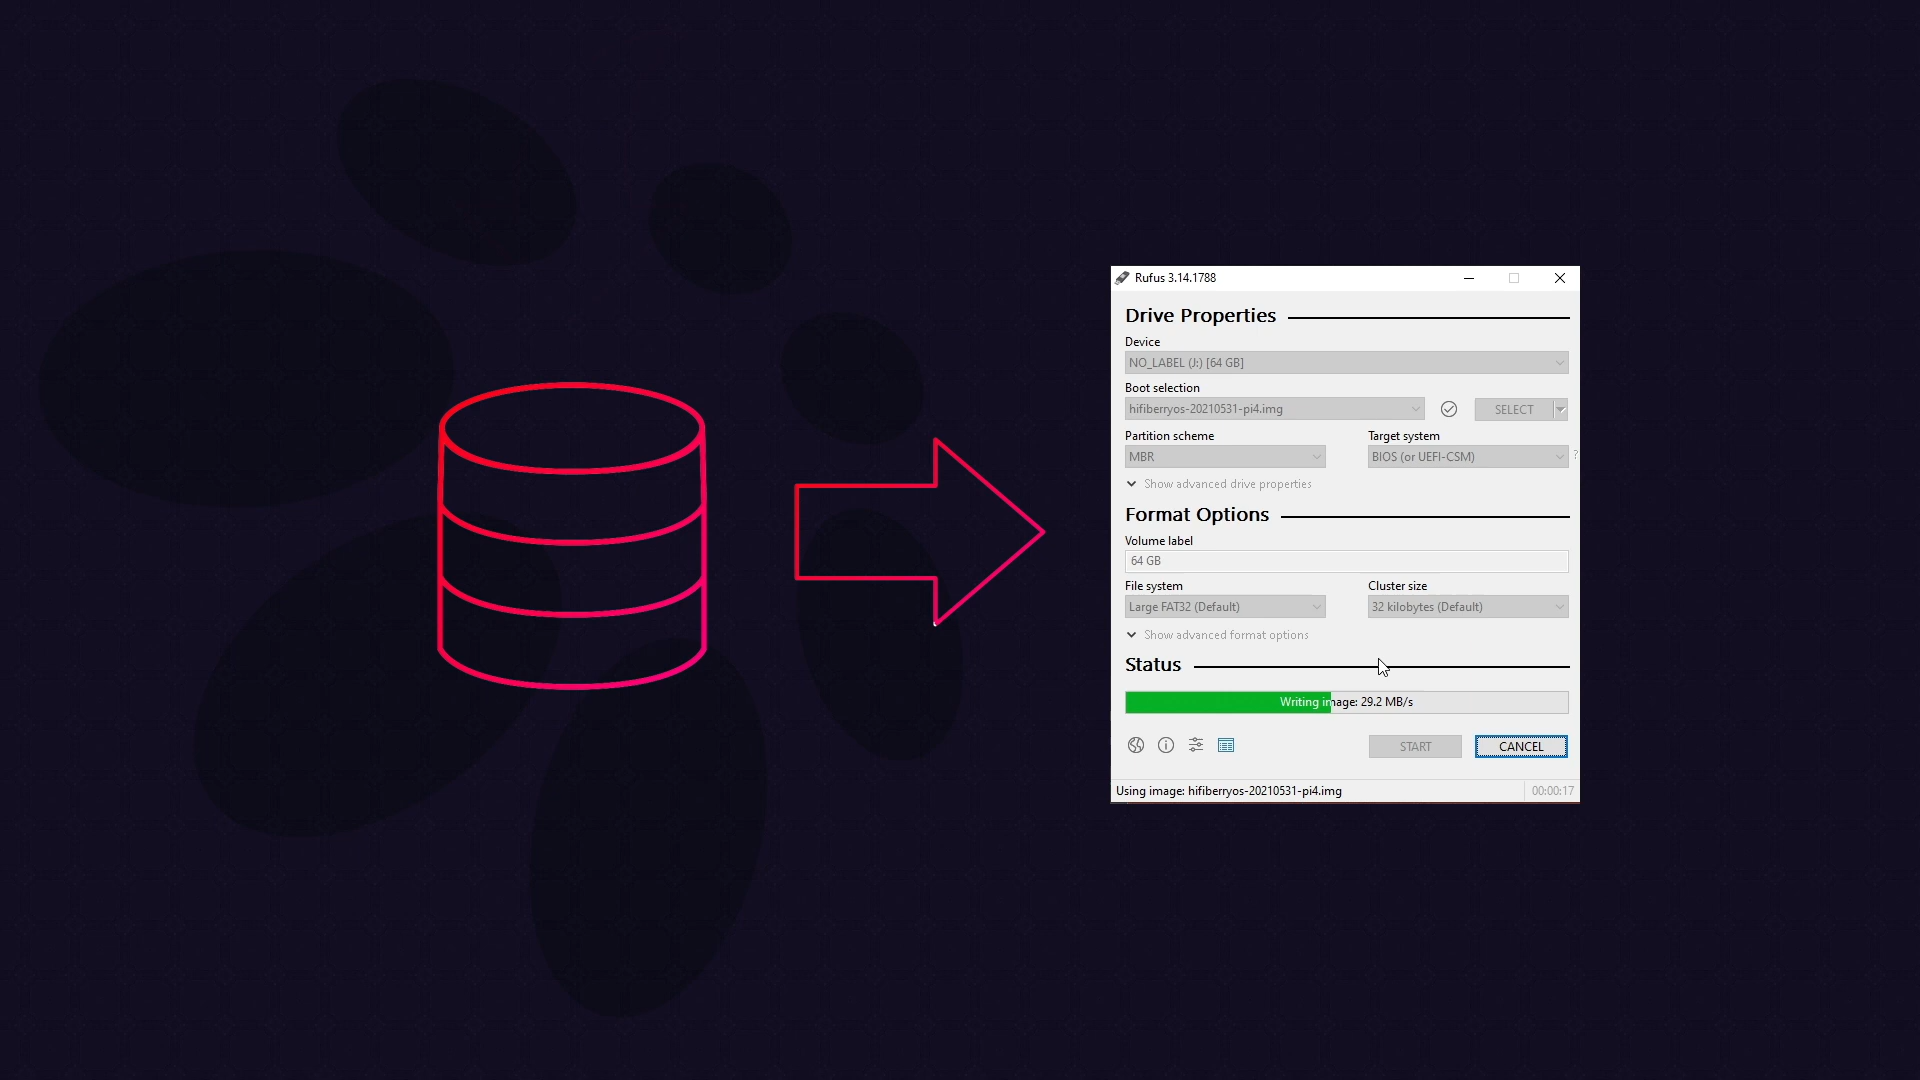 Rufus 3.14.1788
Drive Properties
Device
NO_LABEL (J:) [64 GB]
Boot selection
hifiberryos-20210531-pi4.img
SELECT
Partition scheme
Target system
MBR
BIOS (or UEFI-CSM)
?
Show advanced drive properties
Format Options
Volume label
64 GB
File system
Cluster size
Large FAT32 (Default)
32 kilobytes (Default)
Show advanced format options
Status
Writing image: 29.2 MB/s
START
CANCEL
Using image: hifiberryos-20210531-pi4.img
00:00:17